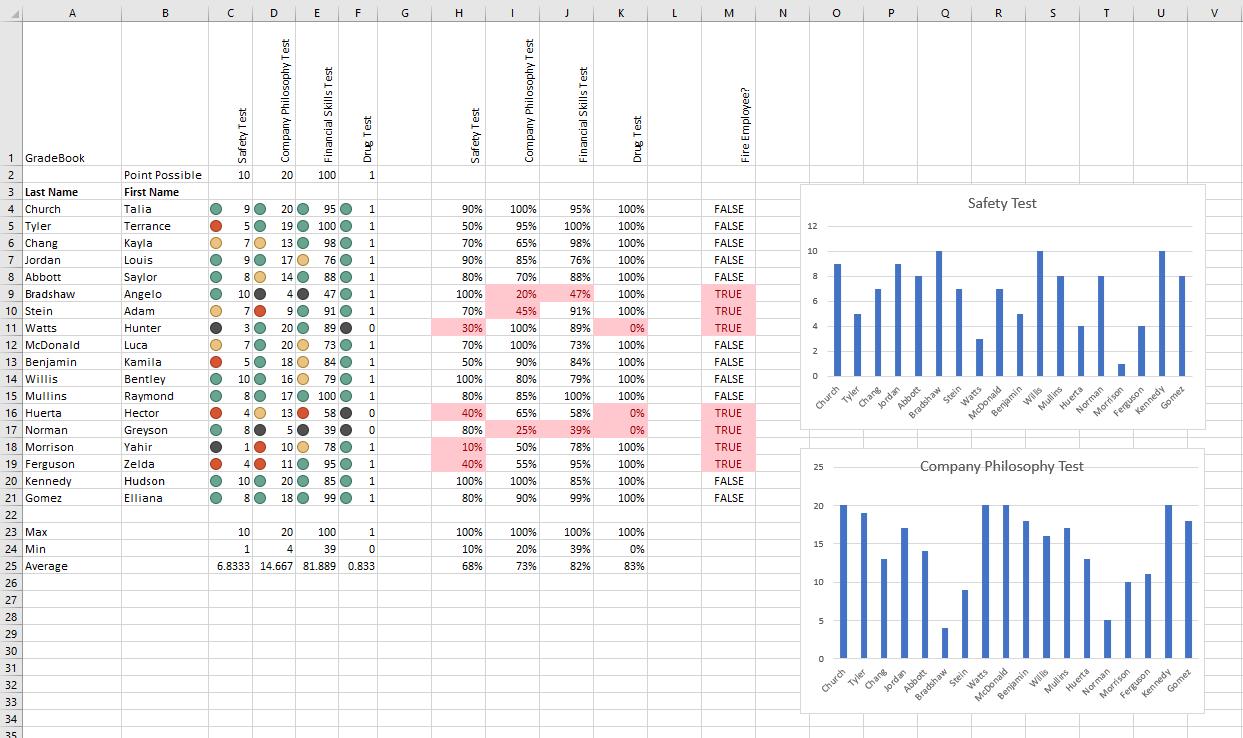 A B C D E F G H I J K L M N O P Q R S T U V
1 GradeBook Safety Test Company Philosophy Test Financial Skills Test Drug Test Safety Test Company Philosophy Test Financial Skills Test Drug Test Fire Employee?
2 Point Possible 10 20 100 1
3 Last Name First Name
4 Church Talia 9 20 95 1 90% 100% 95% 100% FALSE
5 Tyler Terrance 5 19 100 1 50% 95% 100% 100% FALSE
6 Chang Kayla 7 13 98 1 70% 65% 98% 100% FALSE
7 Jordan Louis 9 17 76 1 90% 85% 76% 100% FALSE
8 Abbott Saylor 8 14 88 1 80% 70% 88% 100% FALSE
9 Bradshaw Angelo 10 4 47 1 100% 20% 47% 100% TRUE
10 Stein Adam 7 9 91 1 70% 45% 91% 100% TRUE
11 Watts Hunter 3 20 89 0 30% 100% 89% 0% TRUE
12 McDonald Luca 7 20 73 1 70% 100% 73% 100% FALSE
13 Benjamin Kamila 5 18 84 1 50% 90% 84% 100% FALSE
14 Willis Bentley 10 16 79 1 100% 80% 79% 100% FALSE
15 Mullins Raymond 8 17 100 1 80% 85% 100% 100% FALSE
16 Huerta Hector 4 13 58 0 40% 65% 58% 0% TRUE
17 Norman Greyson 8 5 39 0 80% 25% 39% 0% TRUE
18 Morrison Yahir 1 10 78 1 10% 50% 78% 100% TRUE
19 Ferguson Zelda 4 11 95 1 40% 55% 95% 100% TRUE
20 Kennedy Hudson 10 20 85 1 100% 100% 85% 100% FALSE
21 Gomez Elliana 8 18 99 1 80% 90% 99% 100% FALSE
22
23 Max 10 20 100 1 100% 100% 100% 100%
24 Min 1 4 39 0 10% 20% 39% 0%
25 Average 6.8333 14.667 81.889 0.833 68% 73% 82% 83%
26
27
28
29
30
31
32
33
34
35
Safety Test
12
10
8
6
4
2
0
Church Tyler Chang Jordan Abbott Bradshaw Stein Watts McDonald Benjamin Willis Mullins Huerta Norman Morrison Ferguson Kennedy Gomez
Company Philosophy Test
25
20
15
10
5
0
Church Tyler Chang Jordan Abbott Bradshaw Stein Watts McDonald Benjamin Willis Mullins Huerta Norman Morrison Ferguson Kennedy Gomez